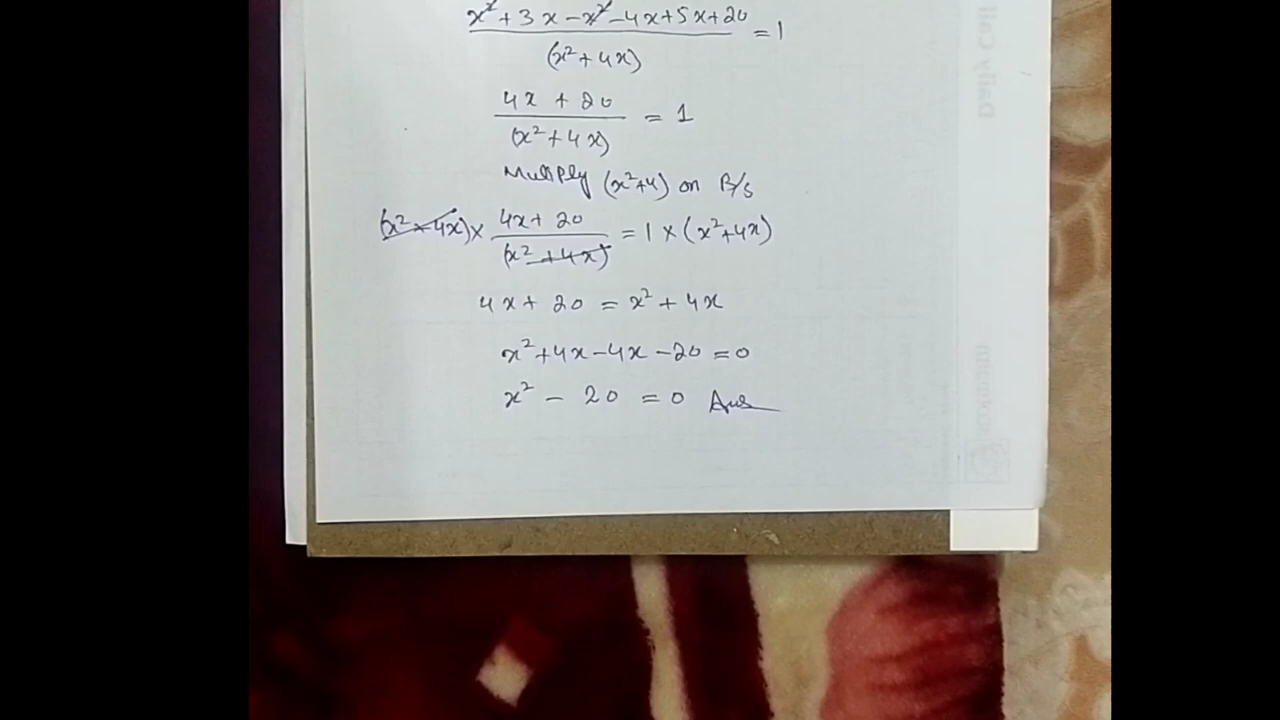 x² + 3x - x² - 4x + 5x + 20 / (x² + 4x) = 1
4x + 20 / (x² + 4x) = 1
Multiply (x²+4) on B/s
(x² + 4x) × 4x + 20 / (x² + 4x) = 1 × (x² + 4x)
4x + 20 = x² + 4x
x² + 4x - 4x - 20 = 0
x² - 20 = 0 Ans